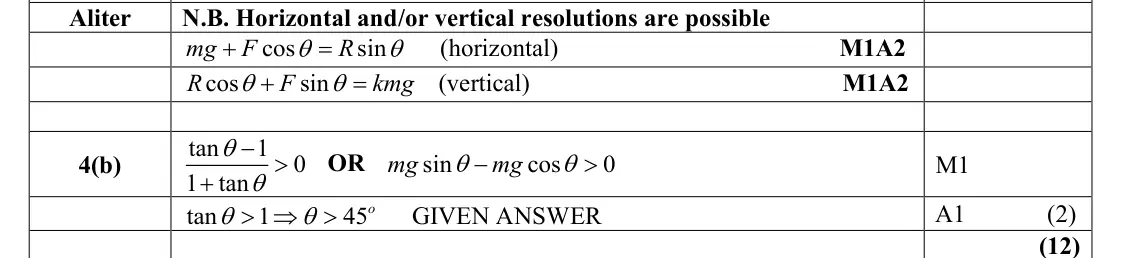 Aliter N.B. Horizontal and/or vertical resolutions are possible
mg + F cos θ = R sin θ (horizontal) M1A2
R cos θ + F sin θ = kmg (vertical) M1A2
4(b) (tan θ − 1)/(1 + tan θ) > 0 OR mg sin θ − mg cos θ > 0 M1
tan θ > 1 ⇒ θ > 45° GIVEN ANSWER A1 (2)
(12)